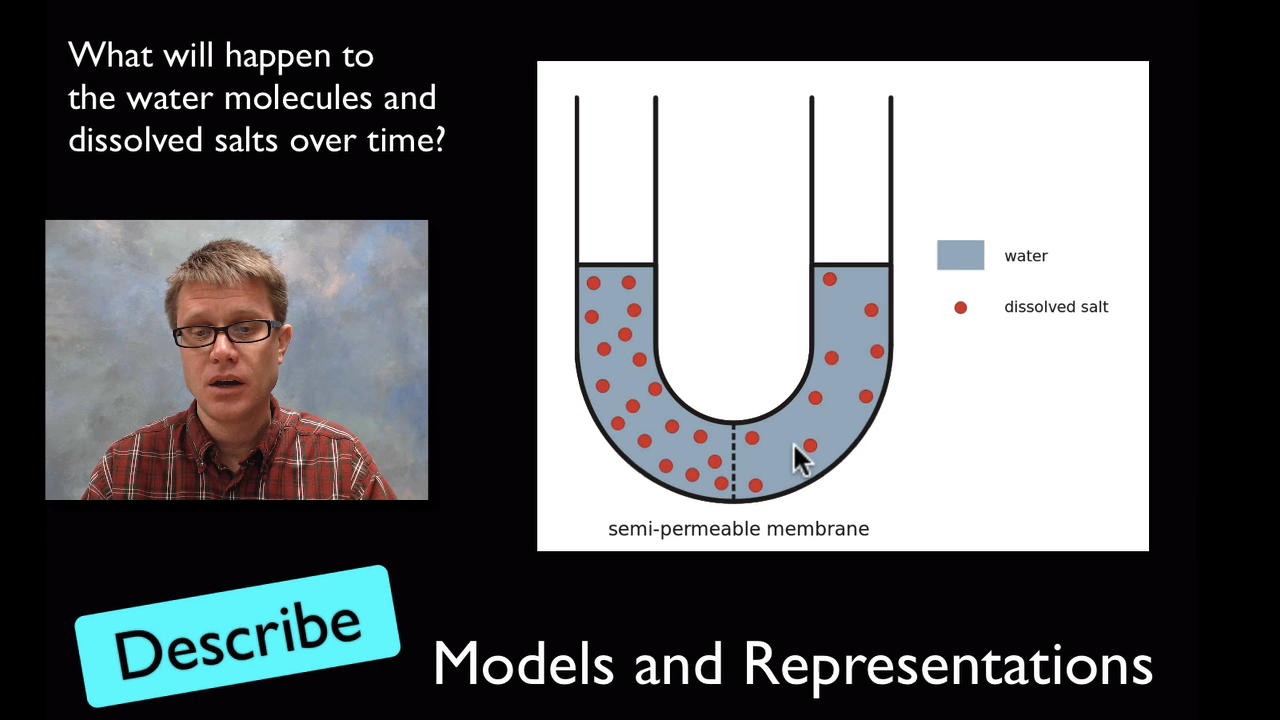 What will happen to
the water molecules and
dissolved salts over time?
water
dissolved salt
semi-permeable membrane
Describe
Models and Representations